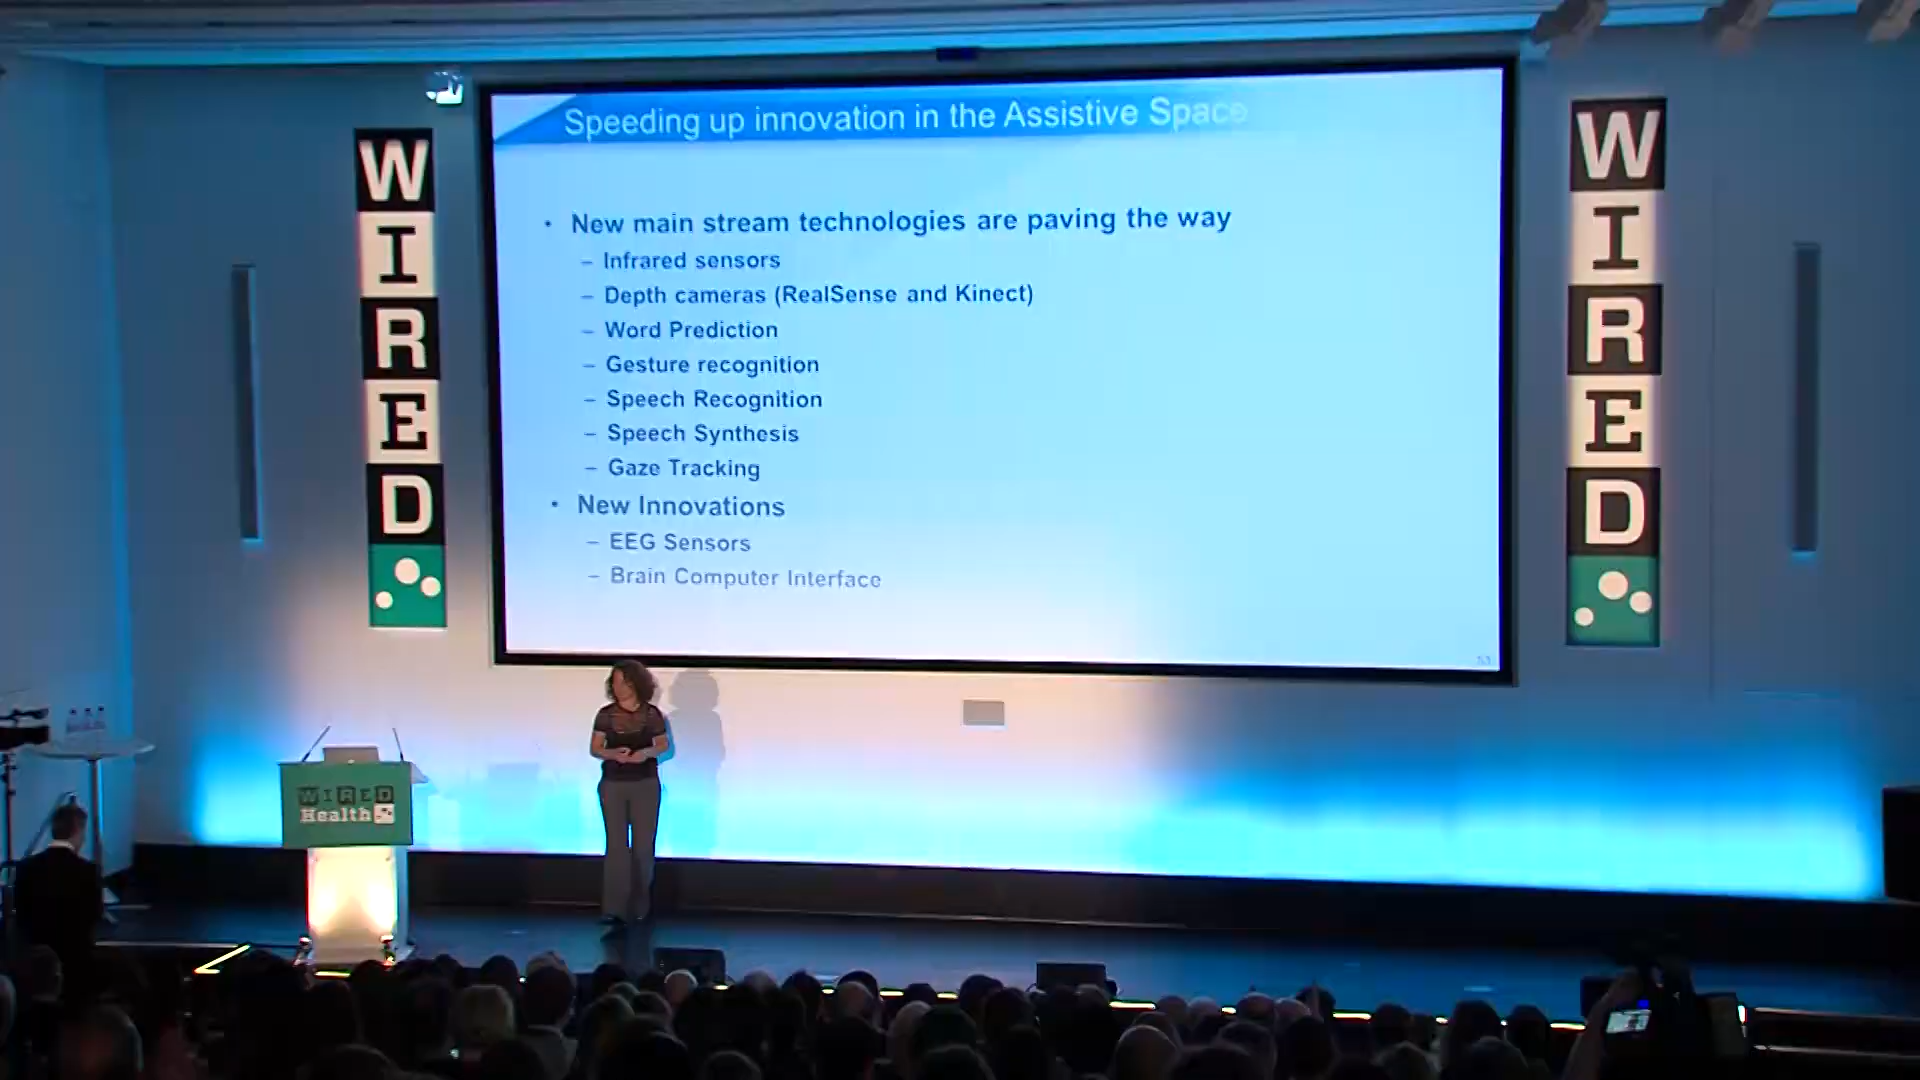 Speeding up innovation in the Assistive Space
• New main stream technologies are paving the way
– Infrared sensors
– Depth cameras (RealSense and Kinect)
– Word Prediction
– Gesture recognition
– Speech Recognition
– Speech Synthesis
– Gaze Tracking
• New Innovations
– EEG Sensors
– Brain Computer Interface
WIRED
WIRED
WIRED
Health